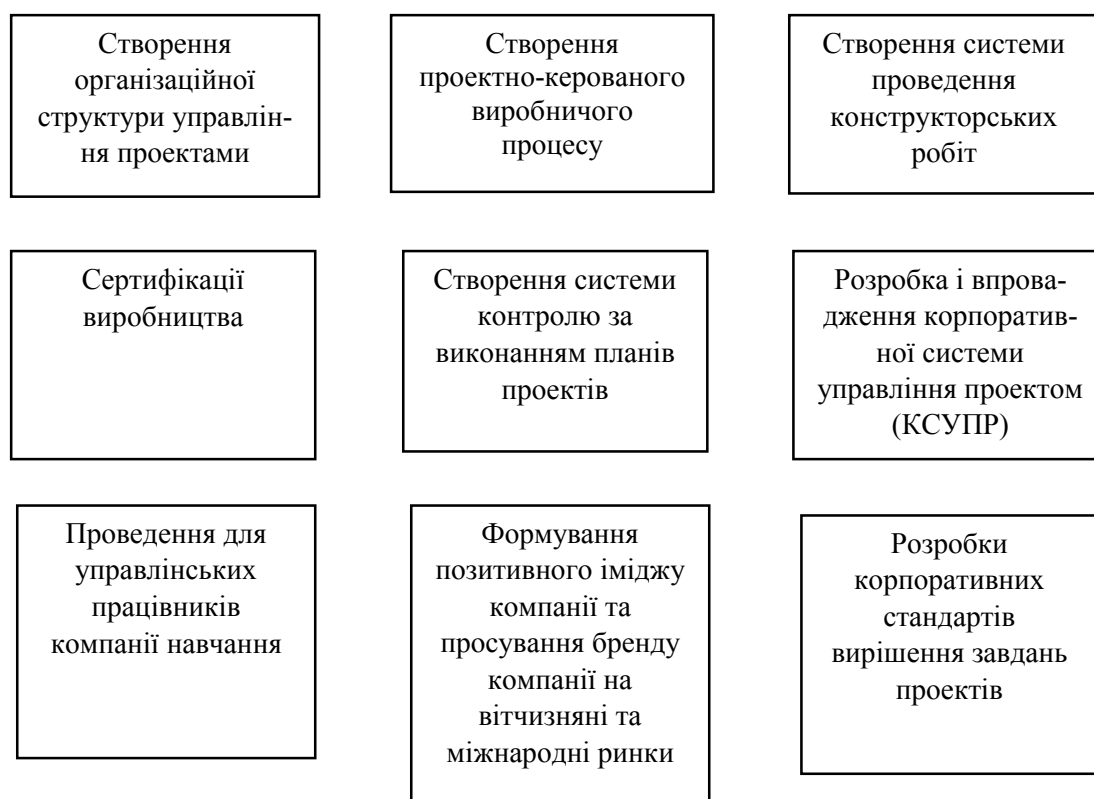 Створення
організаційної
структури управлін-
ня проектами
Створення
проектно-керованого
виробничого
процесу
Створення системи
проведення
конструкторських
робіт
Сертифікації
виробництва
Створення системи
контролю за
виконанням планів
проектів
Розробка і впрова-
дження корпоратив-
ної системи
управління проектом
(КСУПР)
Проведення для
управлінських
працівників
компанії навчання
Формування
позитивного іміджу
компанії та
просування бренду
компанії на
вітчизняні та
міжнародні ринки
Розробки
корпоративних
стандартів
вирішення завдань
проектів